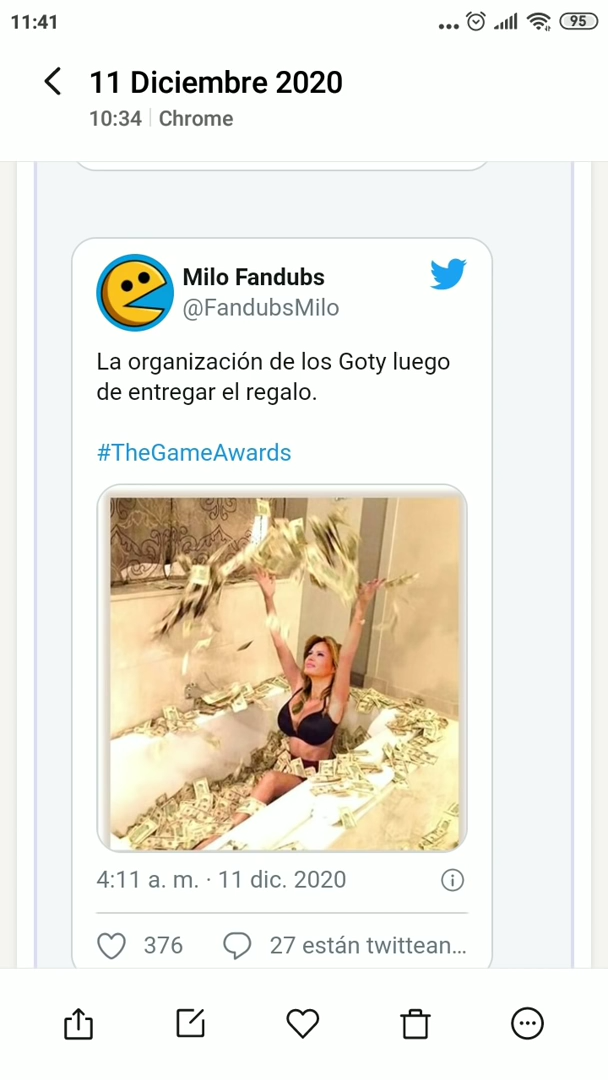 11:41
95
11 Diciembre 2020
10:34 Chrome
Milo Fandubs
@FandubsMilo
La organización de los Goty luego
de entregar el regalo.
#TheGameAwards
4:11 a. m. · 11 dic. 2020
376
27 están twittean...